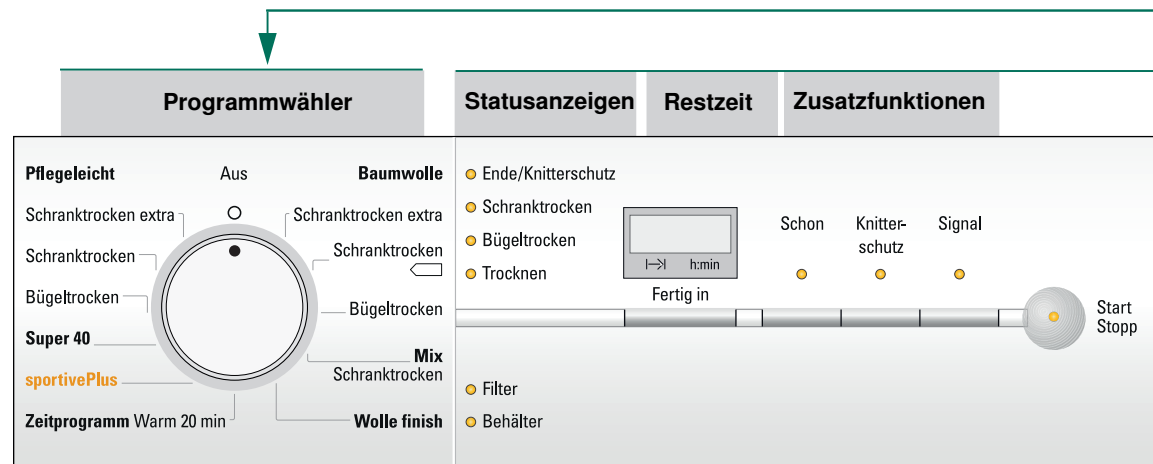 Programmwähler
Statusanzeigen
Restzeit
Zusatzfunktionen
Pflegeleicht
Aus
Baumwolle
Schranktrocken extra
Schranktrocken extra
Schranktrocken
Schranktrocken
Bügeltrocken
Bügeltrocken
Super 40
Mix
Schranktrocken
sportivePlus
Zeitprogramm Warm 20 min
Wolle finish
Ende/Knitterschutz
Schranktrocken
Bügeltrocken
Trocknen
h:min
Fertig in
Schon
Knitter-
schutz
Signal
Start
Stopp
Filter
Behälter